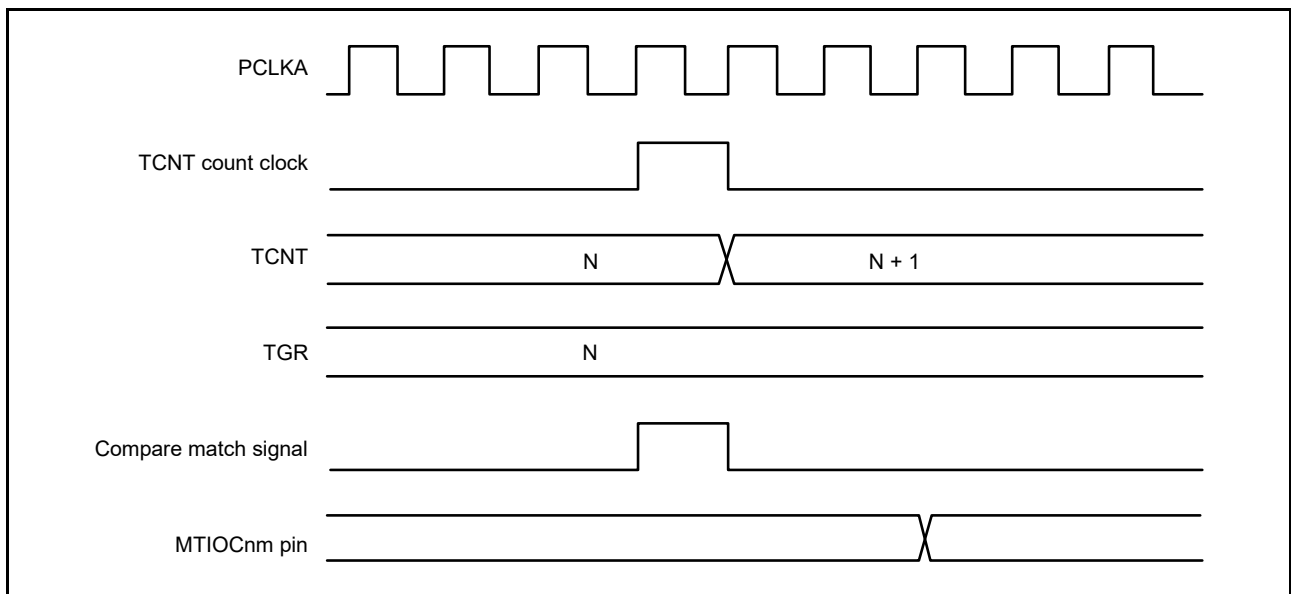 PCLKA
TCNT count clock
TCNT
N
N + 1
TGR
N
Compare match signal
MTIOCnm pin